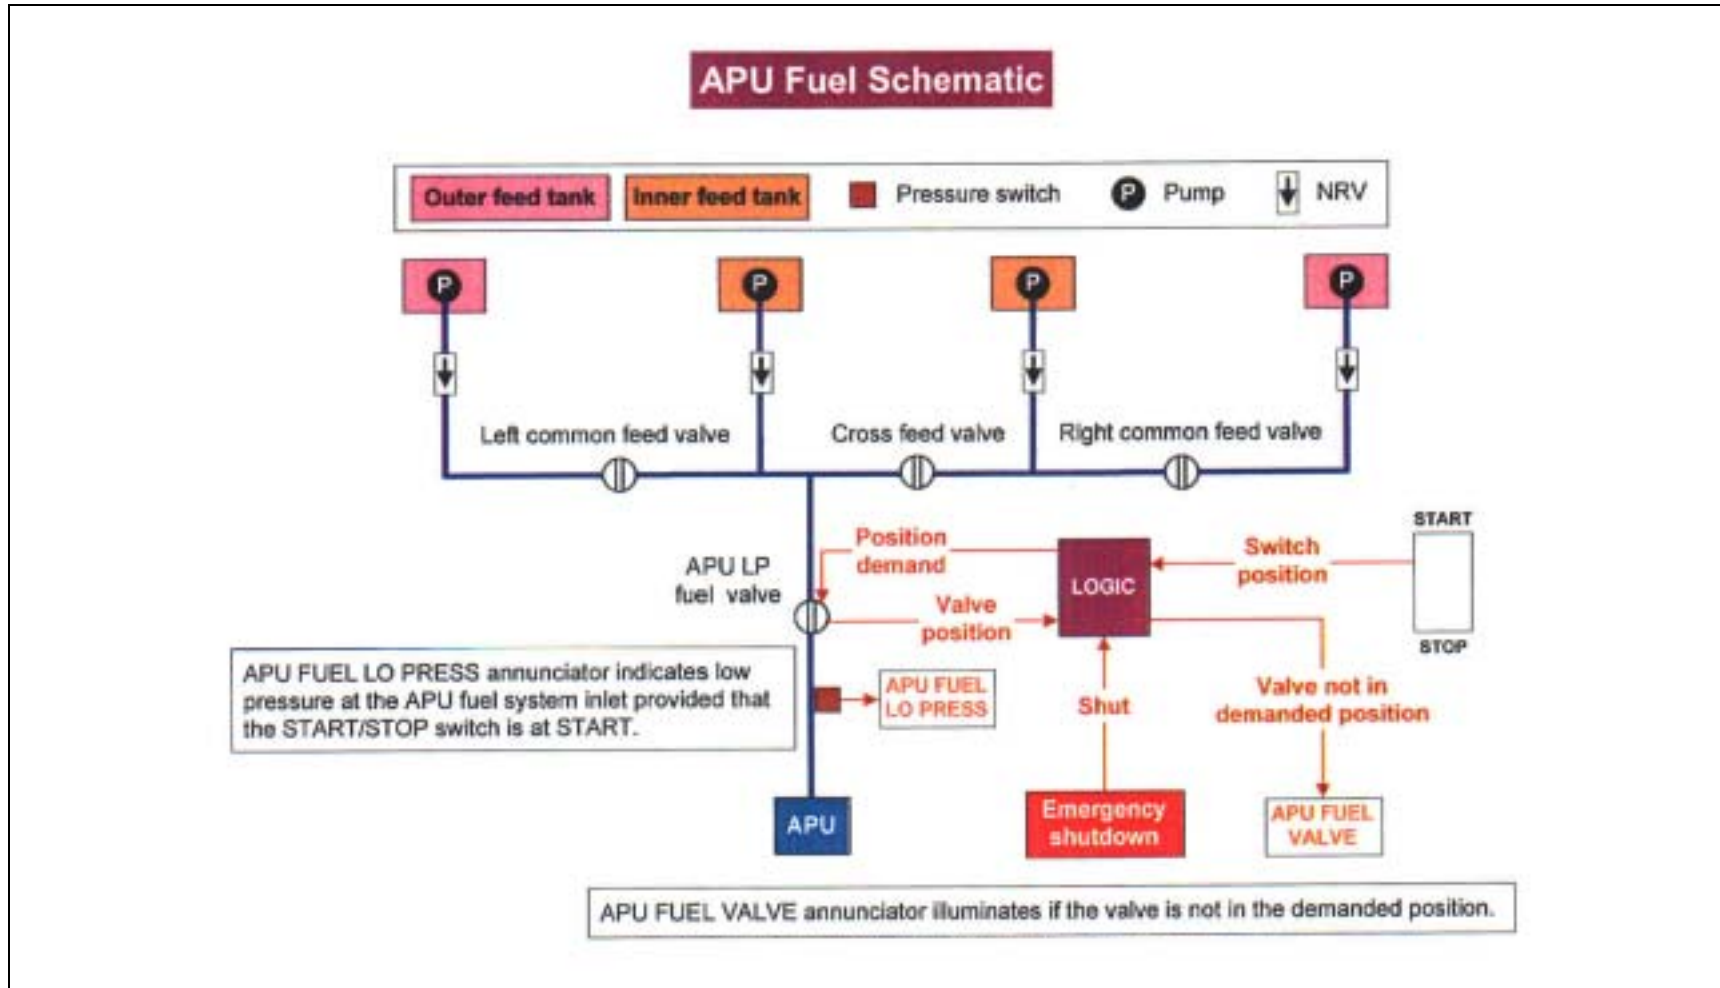 APU Fuel Schematic
Outer feed tank
Inner feed tank
Pressure switch
P
Pump
NRV
P
P
P
P
Left common feed valve
Cross feed valve
Right common feed valve
START
STOP
Switch
position
Position
demand
LOGIC
APU LP
fuel valve
Valve
position
APU FUEL LO PRESS annunciator indicates low
pressure at the APU fuel system inlet provided that
the START/STOP switch is at START.
APU FUEL
LO PRESS
Shut
Valve not in
demanded position
APU
Emergency
shutdown
APU FUEL
VALVE
APU FUEL VALVE annunciator illuminates if the valve is not in the demanded position.